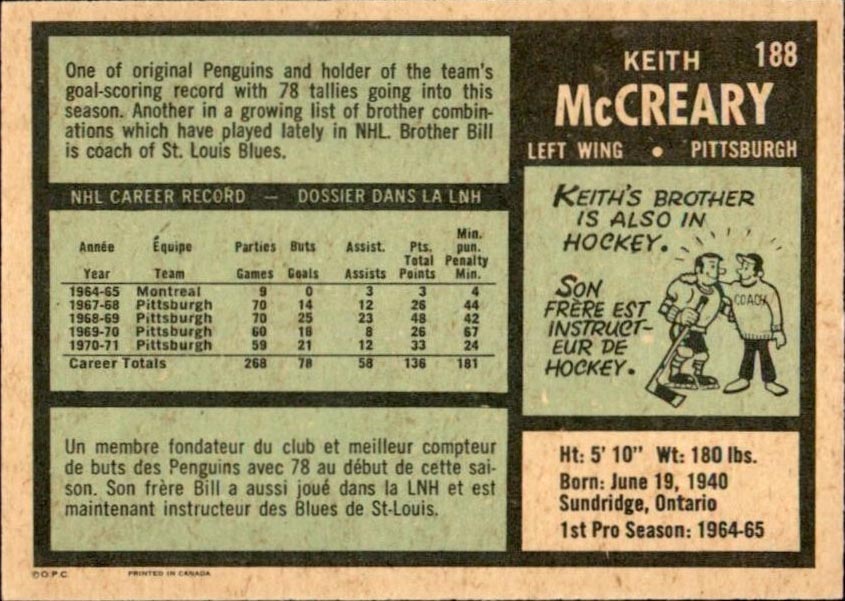 KEITH 188
McCREARY
LEFT WING • PITTSBURGH
One of original Penguins and holder of the team's
goal-scoring record with 78 tallies going into this
season. Another in a growing list of brother combin-
ations which have played lately in NHL. Brother Bill
is coach of St. Louis Blues.
NHL CAREER RECORD — DOSSIER DANS LA LNH
Année Équipe Parties Buts Assist. Pts. Total Min. pun.
Year Team Games Goals Assists Points Penalty Min.
1964-65 Montreal 9 0 3 3 4
1967-68 Pittsburgh 70 14 12 26 44
1968-69 Pittsburgh 70 25 23 48 42
1969-70 Pittsburgh 60 18 8 26 67
1970-71 Pittsburgh 59 21 12 33 24
Career Totals 268 78 58 136 181
Un membre fondateur du club et meilleur compteur
de buts des Penguins avec 78 au début de cette sai-
son. Son frère Bill a aussi joué dans la LNH et est
maintenant instructeur des Blues de St-Louis.
KEITH'S BROTHER
IS ALSO IN
HOCKEY.
SON
FRÈRE EST
INSTRUCT-
EUR DE
HOCKEY.
COACH
Ht: 5' 10" Wt: 180 lbs.
Born: June 19, 1940
Sundridge, Ontario
1st Pro Season: 1964-65
©O.P.C. PRINTED IN CANADA